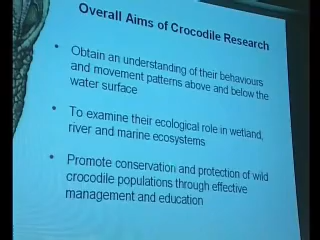 Overall Aims of Crocodile Research
• Obtain an understanding of their behaviours
and movement patterns above and below the
water surface
• To examine their ecological role in wetland,
river and marine ecosystems
• Promote conservation and protection of wild
crocodile populations through effective
management and education